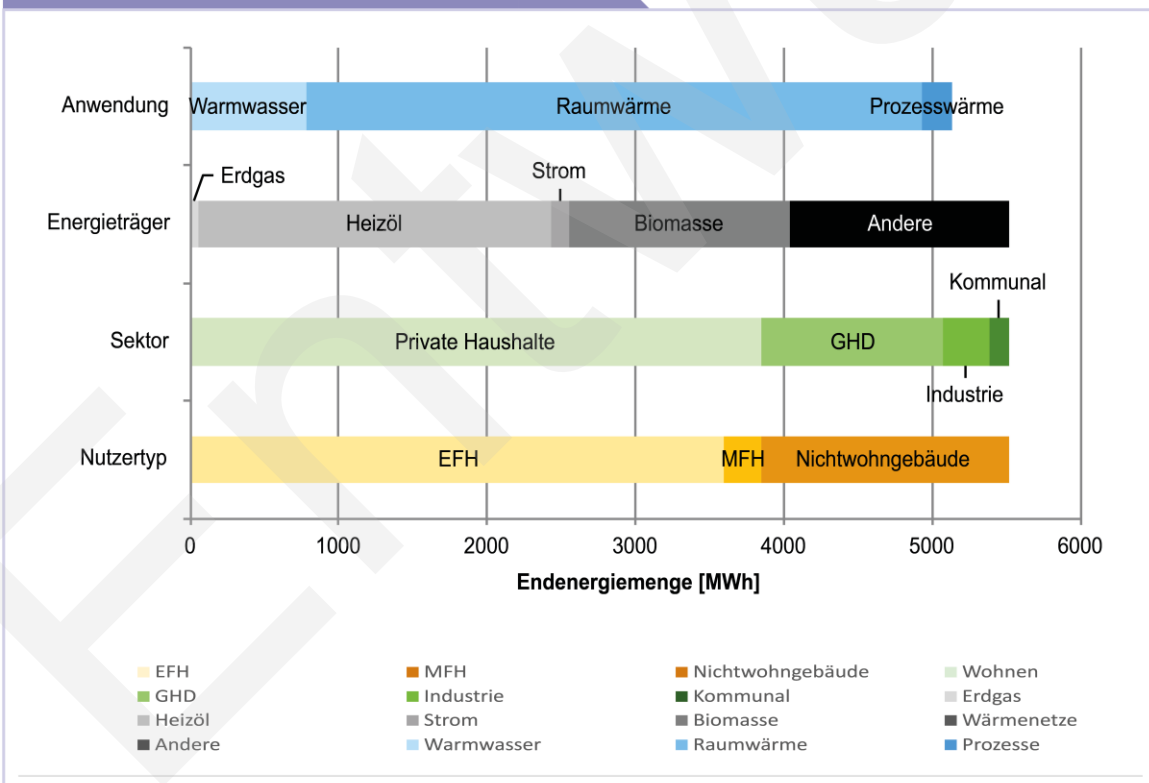 Anwendung Warmwasser Raumwärme Prozesswärme
Erdgas Strom
Energieträger Heizöl Biomasse Andere
Kommunal
Sektor Private Haushalte GHD
Industrie
Nutzertyp EFH MFH Nichtwohngebäude
0 1000 2000 3000 4000 5000 6000
Endenergiemenge [MWh]
EFH MFH Nichtwohngebäude Wohnen
GHD Industrie Kommunal Erdgas
Heizöl Strom Biomasse Wärmenetze
Andere Warmwasser Raumwärme Prozesse